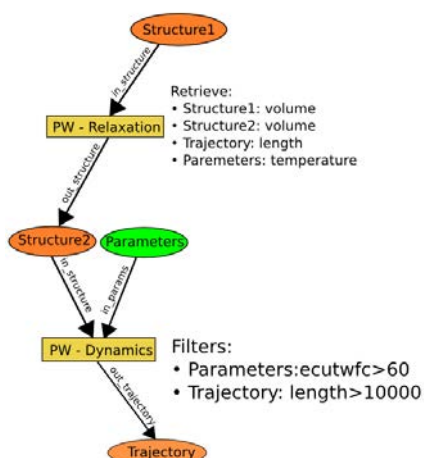 Structure1
in_structure
Retrieve:
• Structure1: volume
• Structure2: volume
• Trajectory: length
• Paremeters: temperature
PW - Relaxation
out_structure
Structure2
Parameters
in_structure
in_params
PW - Dynamics
Filters:
• Parameters:ecutwfc>60
• Trajectory: length>10000
out_trajectory
Trajectory